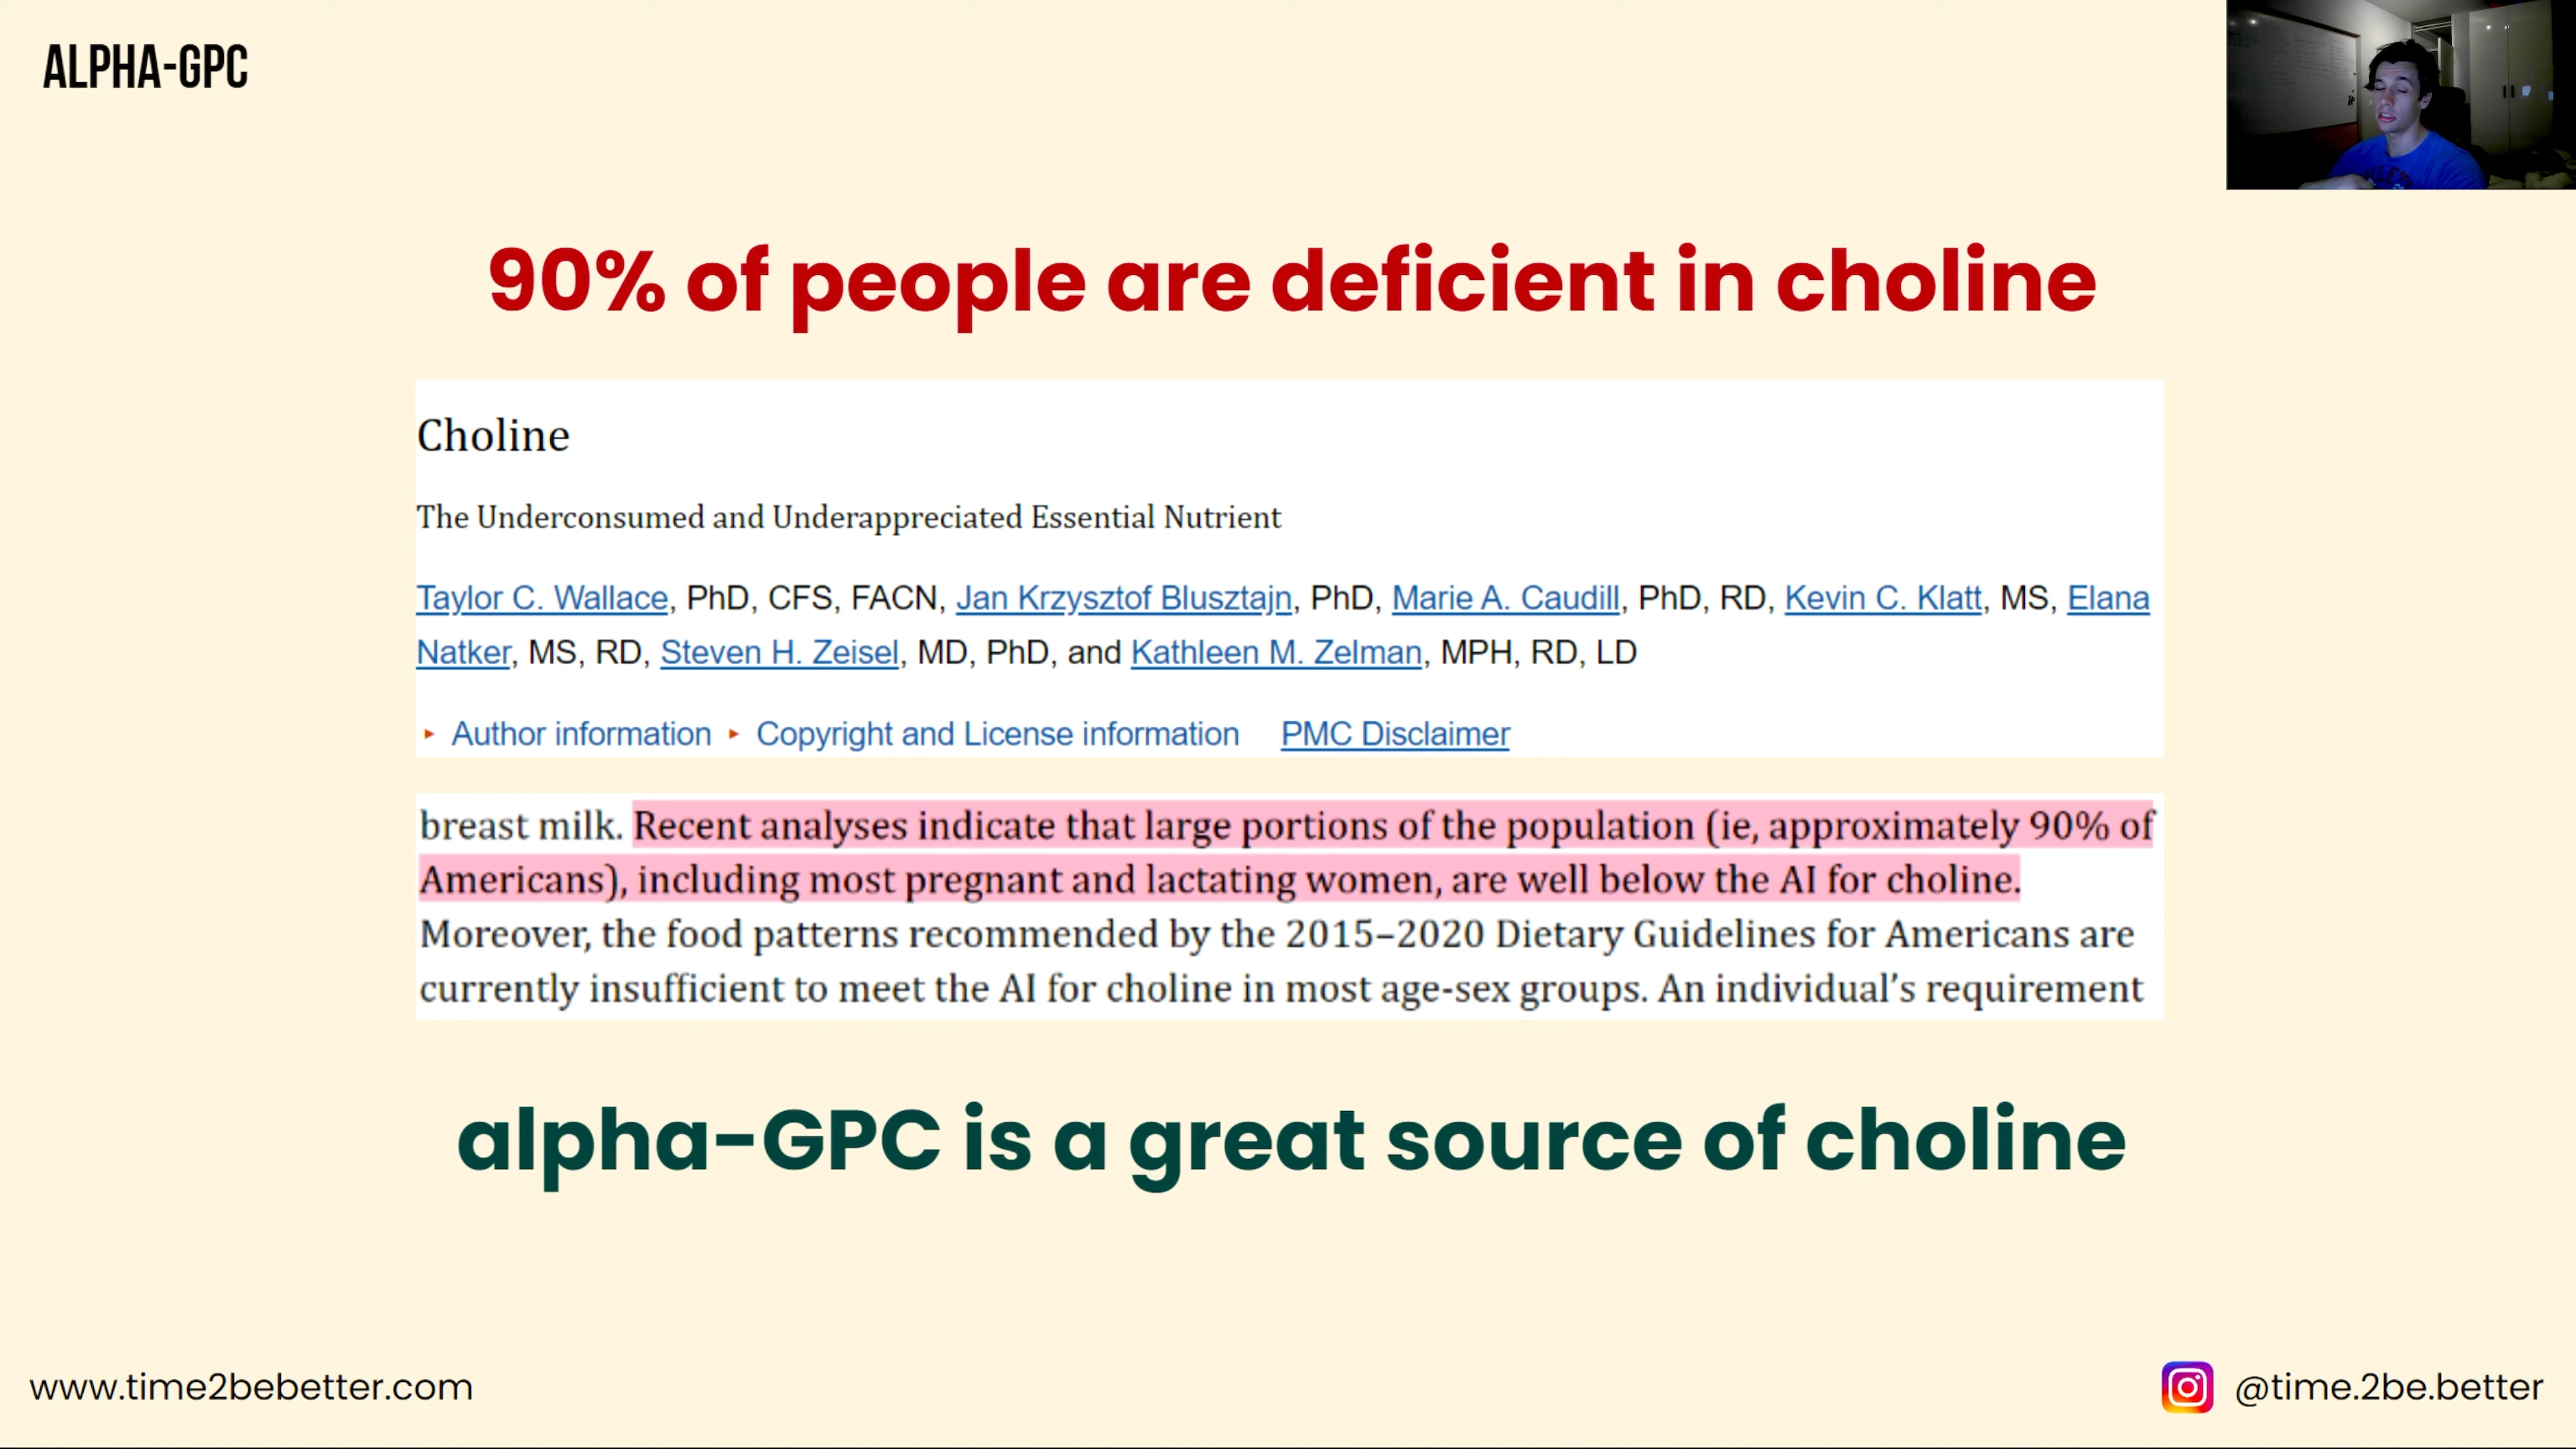 ALPHA-GPC
90% of people are deficient in choline
Choline
The Underconsumed and Underappreciated Essential Nutrient
Taylor C. Wallace, PhD, CFS, FACN, Jan Krzysztof Blusztajn, PhD, Marie A. Caudill, PhD, RD, Kevin C. Klatt, MS, Elana
Natker, MS, RD, Steven H. Zeisel, MD, PhD, and Kathleen M. Zelman, MPH, RD, LD
▸ Author information ▸ Copyright and License information PMC Disclaimer
breast milk. Recent analyses indicate that large portions of the population (ie, approximately 90% of
Americans), including most pregnant and lactating women, are well below the AI for choline.
Moreover, the food patterns recommended by the 2015–2020 Dietary Guidelines for Americans are
currently insufficient to meet the AI for choline in most age-sex groups. An individual’s requirement
alpha-GPC is a great source of choline
www.time2bebetter.com
@time.2be.better